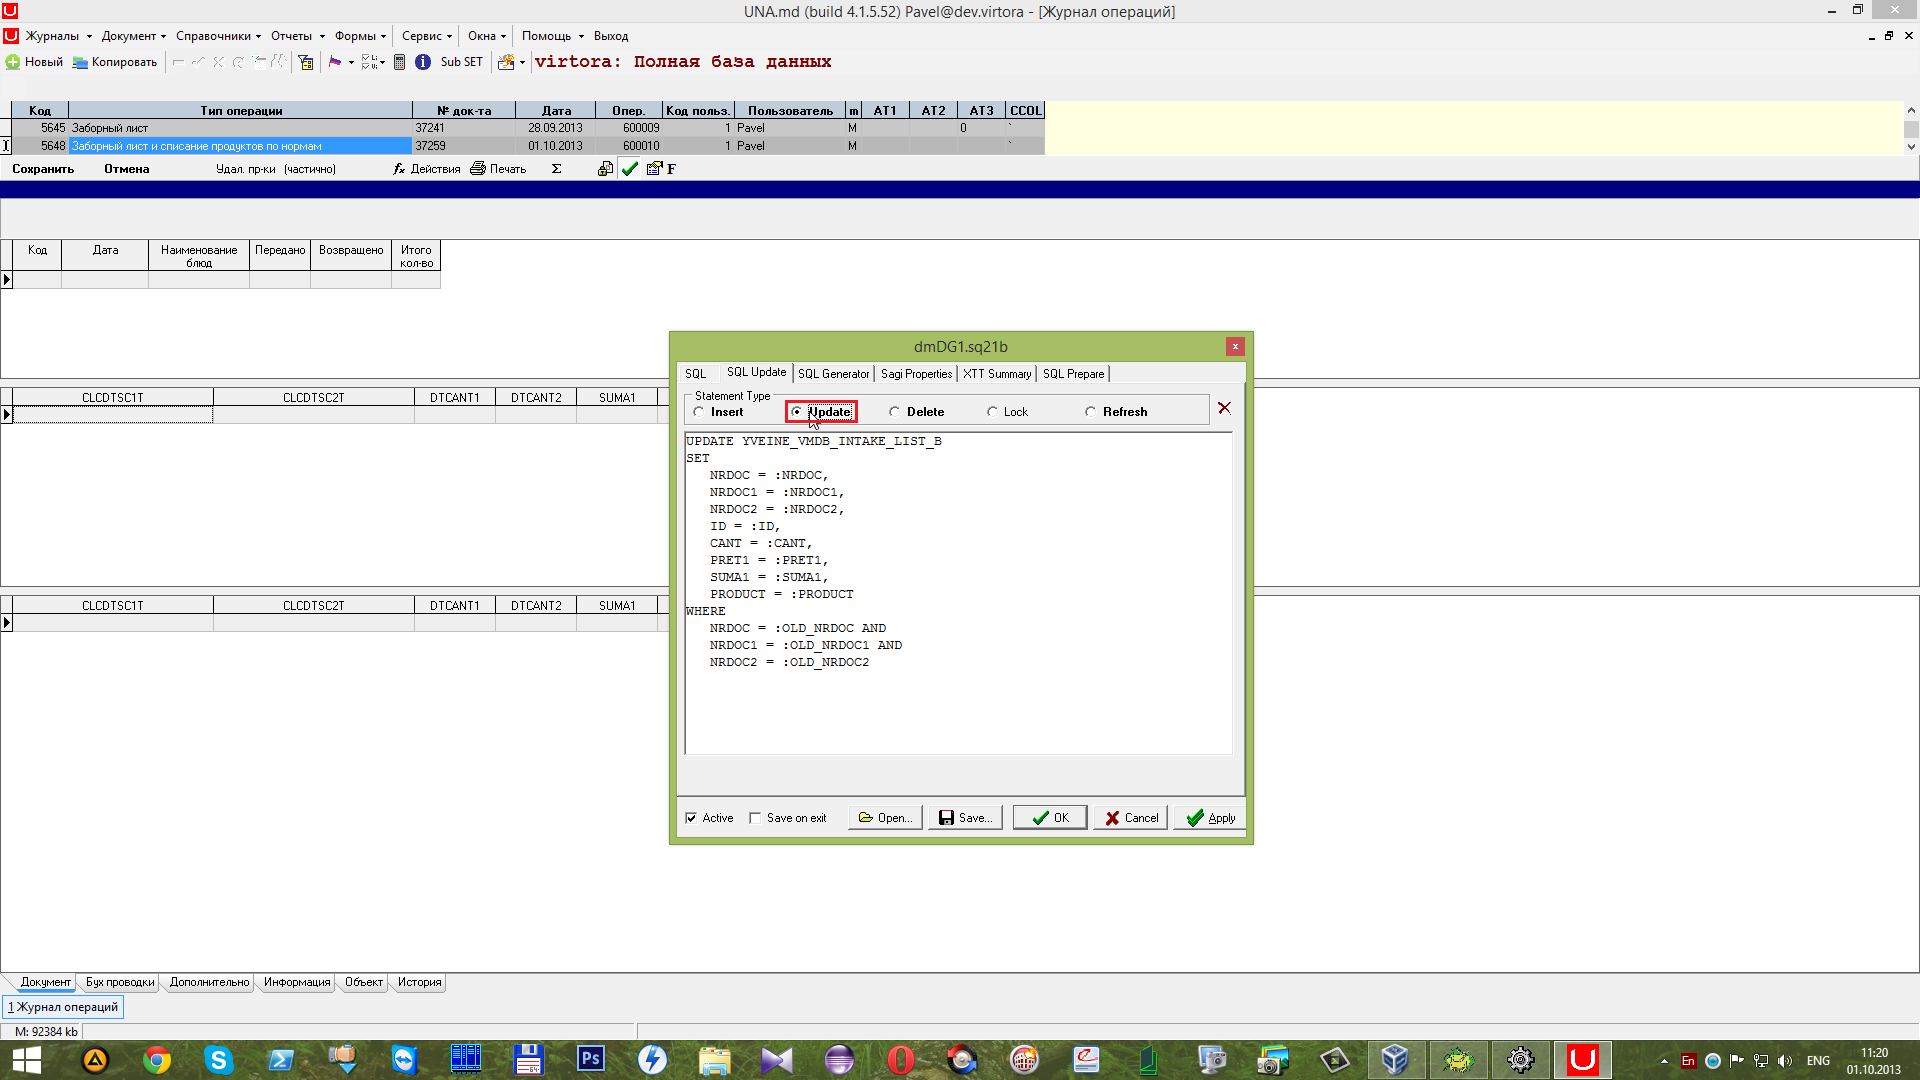 UNA.md (build 4.1.5.52) Pavel@dev.virtora - [Журнал операций]
Журналы Документ Справочники Отчеты Формы Сервис Окна Помощь Выход
Новый Копировать Sub SET virtora: Полная база данных
Код Тип операции № док-та Дата Опер. Код польз. Пользователь m AT1 AT2 AT3 CCOL
5645 Заборный лист 37241 28.09.2013 600009 1 Pavel M 0 `
5648 Заборный лист и списание продуктов по нормам 37259 01.10.2013 600010 1 Pavel M `
Сохранить Отмена Удал. пр-ки (частично) fx Действия Печать Σ F
Код Дата Наименование блюд Передано Возвращено Итого кол-во
CLCDTSC1T CLCDTSC2T DTCANT1 DTCANT2 SUMA1
CLCDTSC1T CLCDTSC2T DTCANT1 DTCANT2 SUMA1
dmDG1.sq21b
SQL SQL Update SQL Generator Sagi Properties XTT Summary SQL Prepare
Statement Type
Insert Update Delete Lock Refresh
UPDATE YVEINE_VMDB_INTAKE_LIST_B
SET
NRDOC = :NRDOC,
NRDOC1 = :NRDOC1,
NRDOC2 = :NRDOC2,
ID = :ID,
CANT = :CANT,
PRET1 = :PRET1,
SUMA1 = :SUMA1,
PRODUCT = :PRODUCT
WHERE
NRDOC = :OLD_NRDOC AND
NRDOC1 = :OLD_NRDOC1 AND
NRDOC2 = :OLD_NRDOC2
Active Save on exit Open... Save... OK Cancel Apply
Документ Бух проводки Дополнительно Информация Объект История
1 Журнал операций
M: 92384 kb
Ps
En ENG 11:20
01.10.2013